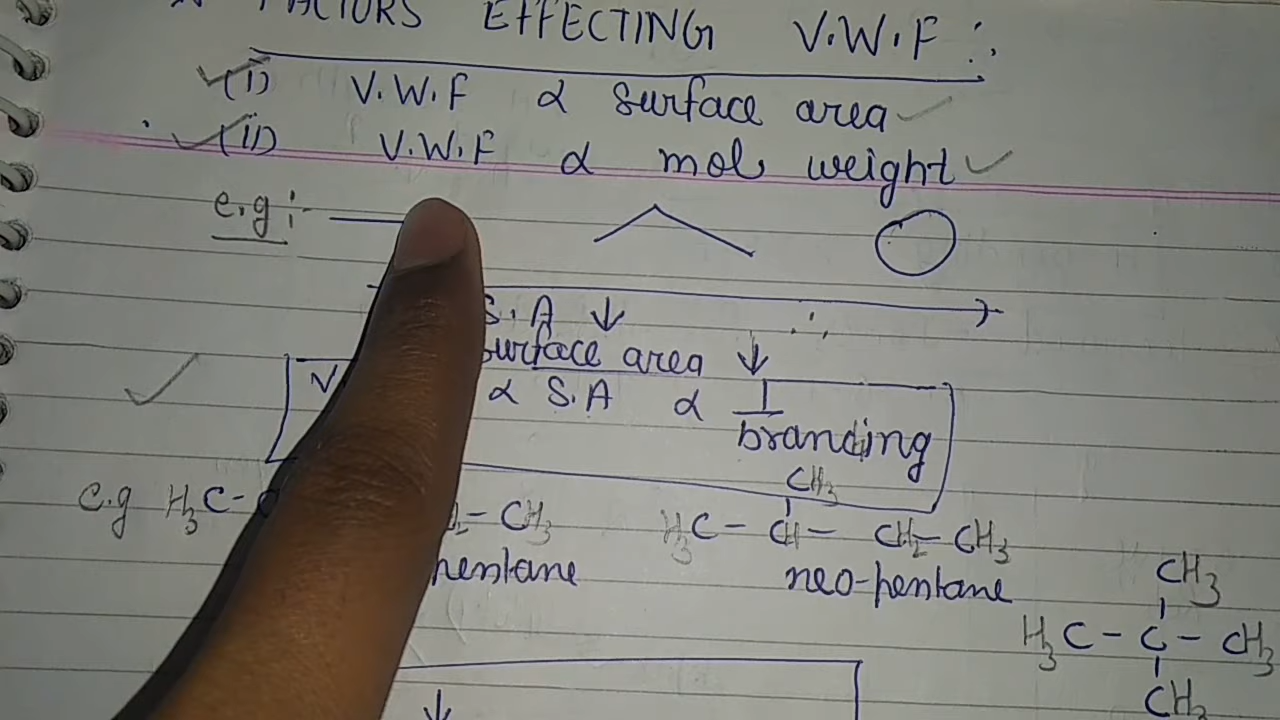 FACTORS EFFECTING V.W.F :.
(I) V.W.F α surface area
(II) V.W.F α mol. weight
e.g :-
S.A ↓ ∴
surface area ↓
V α S.A α 1/branching
e.g H3C- -CH3
pentane
CH3
H3C - CH - CH2 - CH3
neo-pentane
CH3
H3C - C - CH3
CH3
↓